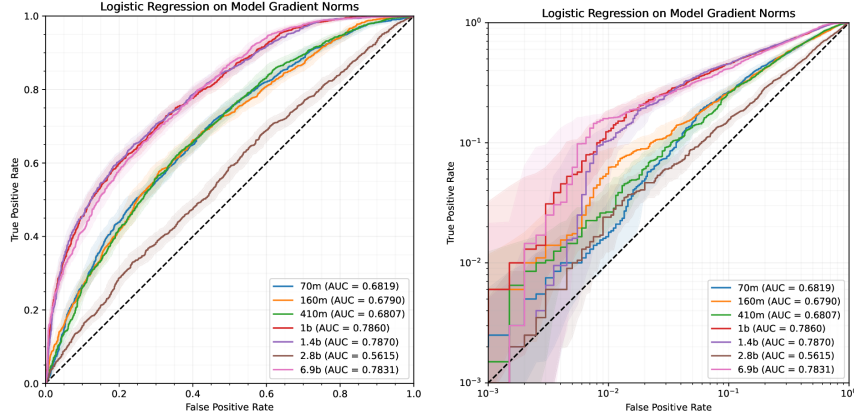 Logistic Regression on Model Gradient Norms
True Positive Rate
1.0
0.8
0.6
0.4
0.2
0.0
0.0 0.2 0.4 0.6 0.8 1.0
False Positive Rate
70m (AUC = 0.6819)
160m (AUC = 0.6790)
410m (AUC = 0.6807)
1b (AUC = 0.7860)
1.4b (AUC = 0.7870)
2.8b (AUC = 0.5615)
6.9b (AUC = 0.7831)
Logistic Regression on Model Gradient Norms
True Positive Rate
10⁰
10⁻¹
10⁻²
10⁻³
10⁻³ 10⁻² 10⁻¹ 10⁰
False Positive Rate
70m (AUC = 0.6819)
160m (AUC = 0.6790)
410m (AUC = 0.6807)
1b (AUC = 0.7860)
1.4b (AUC = 0.7870)
2.8b (AUC = 0.5615)
6.9b (AUC = 0.7831)